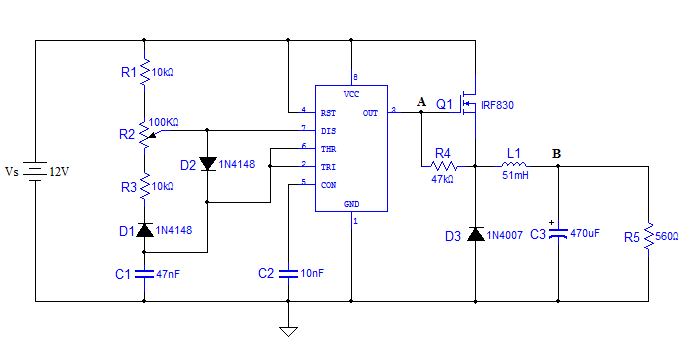 R1 10kΩ
R2 100KΩ
R3 10kΩ
D1 1N4148
C1 47nF
D2 1N4148
C2 10nF
Vs 12V
8
VCC
4 RST OUT 3
7 DIS
6 THR
2 TRI
5 CON
GND
1
A
Q1 IRF830
R4
47kΩ
L1
51mH
B
D3 1N4007
C3 + 470uF
R5 560Ω